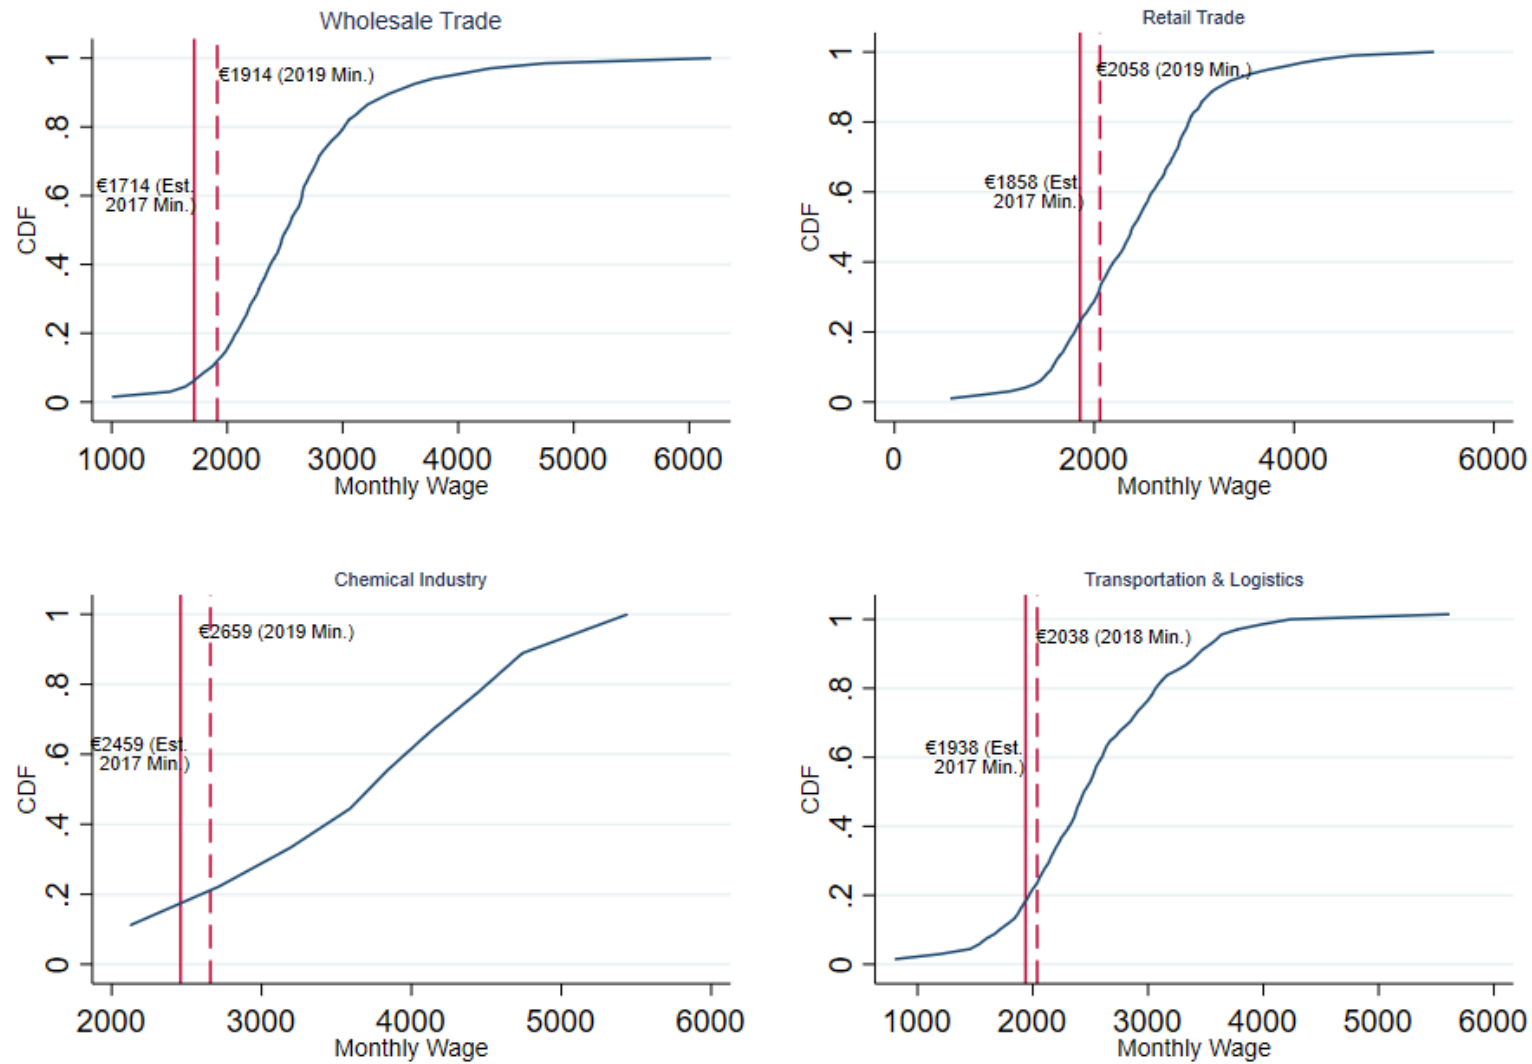 Wholesale Trade
CDF
1
.8
.6
.4
.2
0
€1914 (2019 Min.)
€1714 (Est.
2017 Min.)
1000 2000 3000 4000 5000 6000
Monthly Wage
Retail Trade
CDF
1
.8
.6
.4
.2
0
€2058 (2019 Min.)
€1858 (Est.
2017 Min.)
0 2000 4000 6000
Monthly Wage
Chemical Industry
CDF
1
.8
.6
.4
.2
0
€2659 (2019 Min.)
€2459 (Est.
2017 Min.)
2000 3000 4000 5000 6000
Monthly Wage
Transportation & Logistics
CDF
1
.8
.6
.4
.2
0
€2038 (2018 Min.)
€1938 (Est.
2017 Min.)
1000 2000 3000 4000 5000 6000
Monthly Wage